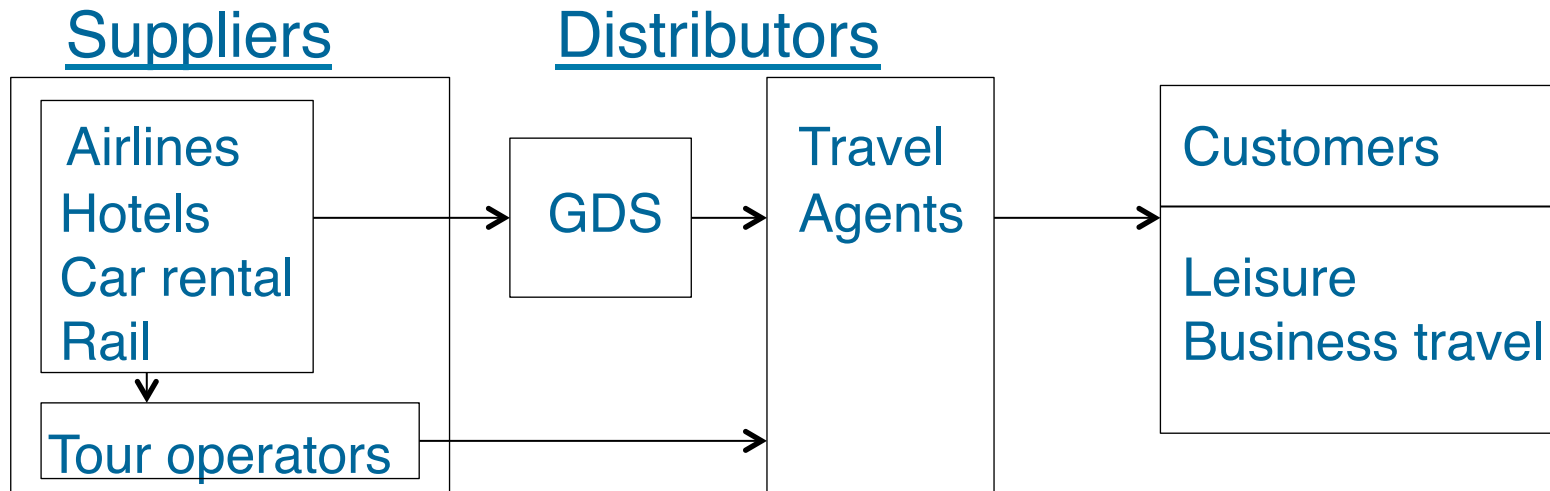 Suppliers
Distributors
Airlines
Hotels
Car rental
Rail
Tour operators
GDS
Travel
Agents
Customers
Leisure
Business travel